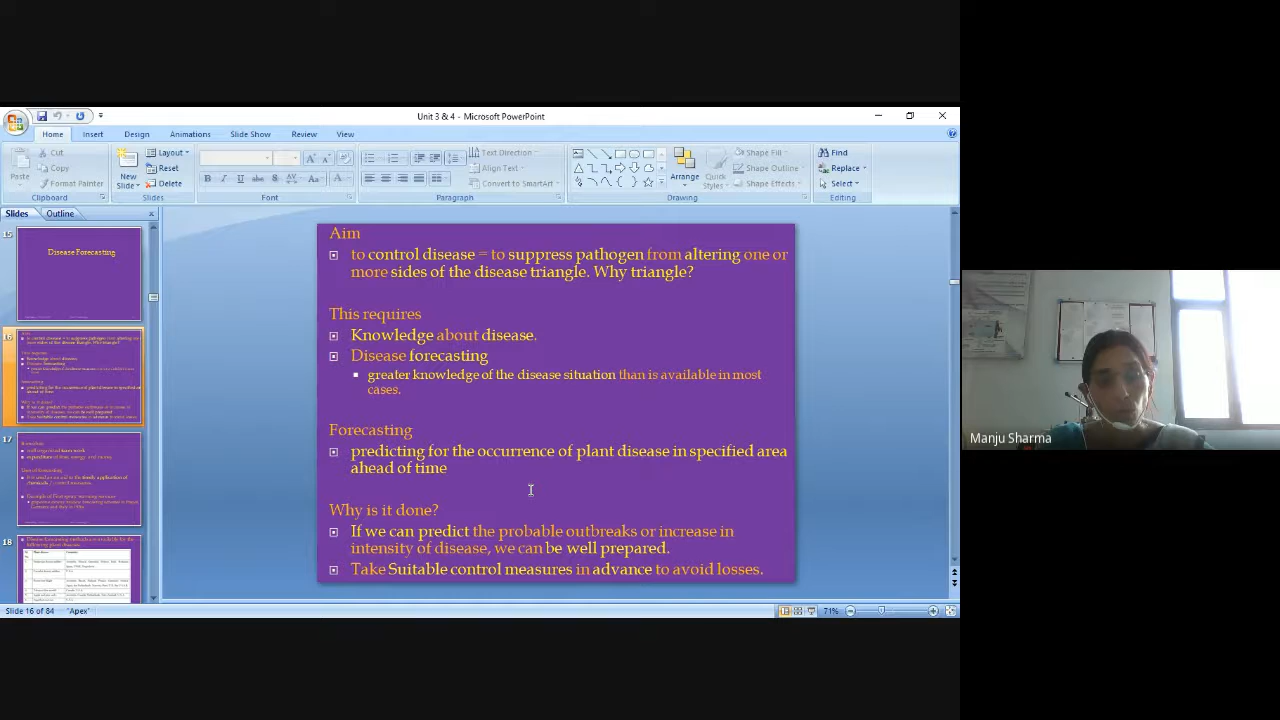 Unit 3 & 4 - Microsoft PowerPoint
Home Insert Design Animations Slide Show Review View
Paste
Cut
Copy
Format Painter
Clipboard
New Slide
Layout
Reset
Delete
Slides
B I U abc S AV Aa A
Font
Text Direction
Align Text
Convert to SmartArt
Paragraph
Arrange
Quick Styles
Shape Fill
Shape Outline
Shape Effects
Drawing
Find
Replace
Select
Editing
Slides Outline
15
Disease Forecasting
16
17
18
Aim
to control disease = to suppress pathogen from altering one or
more sides of the disease triangle. Why triangle?
This requires
Knowledge about disease.
Disease forecasting
greater knowledge of the disease situation than is available in most
cases.
Forecasting
predicting for the occurrence of plant disease in specified area
ahead of time
Why is it done?
If we can predict the probable outbreaks or increase in
intensity of disease, we can be well prepared.
Take Suitable control measures in advance to avoid losses.
Slide 16 of 84 "Apex" 71%
Manju Sharma